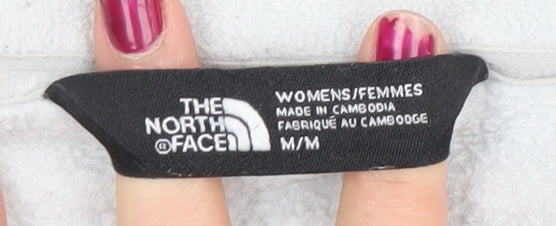 THE
NORTH
®FACE
WOMENS/FEMMES
MADE IN CAMBODIA
FABRIQUÉ AU CAMBODGE
M/M